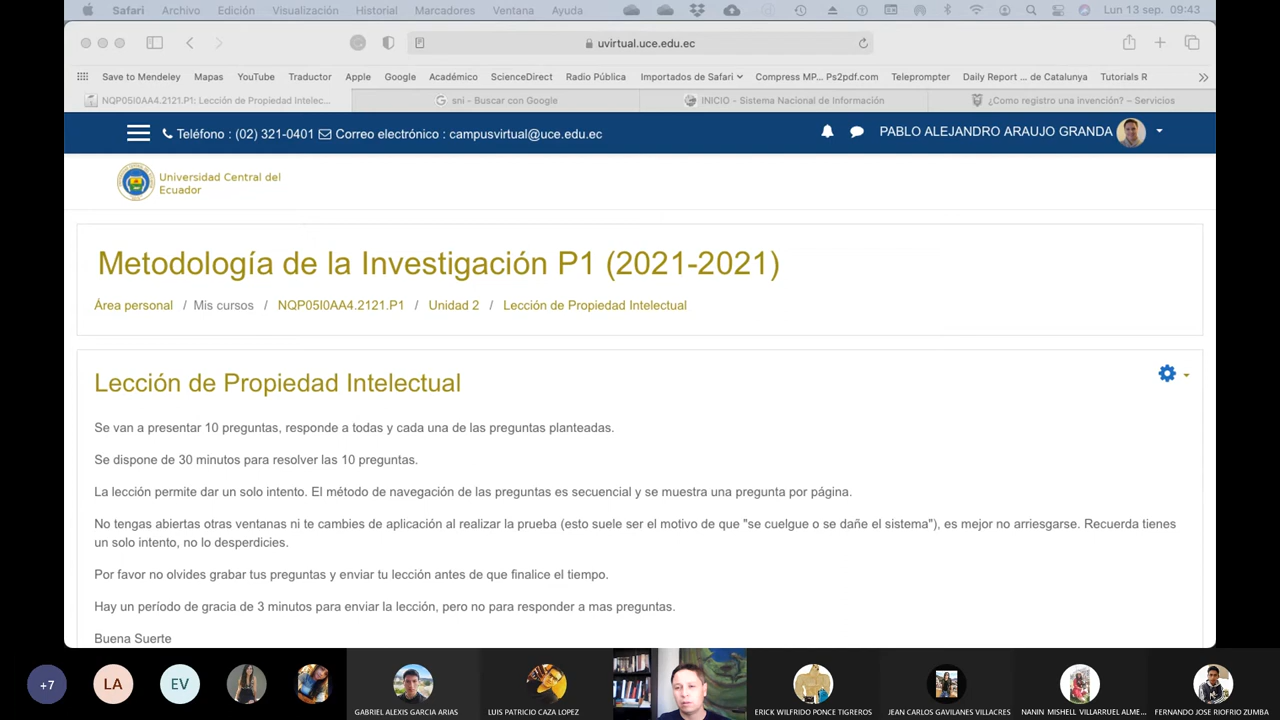 Safari Archivo Edición Visualización Historial Marcadores Ventana Ayuda Lun 13 sep. 09:43
uvirtual.uce.edu.ec
Save to Mendeley Mapas YouTube Traductor Apple Google Académico ScienceDirect Radio Pública Importados de Safari Compress MP... Ps2pdf.com Teleprompter Daily Report ... de Catalunya Tutorials R
NQP05I0AA4.2121.P1: Lección de Propiedad Intelec... sni - Buscar con Google INICIO - Sistema Nacional de Información ¿Como registro una invención? – Servicios
Teléfono : (02) 321-0401 Correo electrónico : campusvirtual@uce.edu.ec PABLO ALEJANDRO ARAUJO GRANDA
Universidad Central del
Ecuador
Metodología de la Investigación P1 (2021-2021)
Área personal / Mis cursos / NQP05I0AA4.2121.P1 / Unidad 2 / Lección de Propiedad Intelectual
Lección de Propiedad Intelectual
Se van a presentar 10 preguntas, responde a todas y cada una de las preguntas planteadas.
Se dispone de 30 minutos para resolver las 10 preguntas.
La lección permite dar un solo intento. El método de navegación de las preguntas es secuencial y se muestra una pregunta por página.
No tengas abiertas otras ventanas ni te cambies de aplicación al realizar la prueba (esto suele ser el motivo de que "se cuelgue o se dañe el sistema"), es mejor no arriesgarse. Recuerda tienes
un solo intento, no lo desperdicies.
Por favor no olvides grabar tus preguntas y enviar tu lección antes de que finalice el tiempo.
Hay un período de gracia de 3 minutos para enviar la lección, pero no para responder a mas preguntas.
Buena Suerte
+7 LA EV
GABRIEL ALEXIS GARCIA ARIAS LUIS PATRICIO CAZA LOPEZ ERICK WILFRIDO PONCE TIGREROS JEAN CARLOS GAVILANES VILLACRES NANIN MISHELL VILLARRUEL ALME... FERNANDO JOSE RIOFRIO ZUMBA